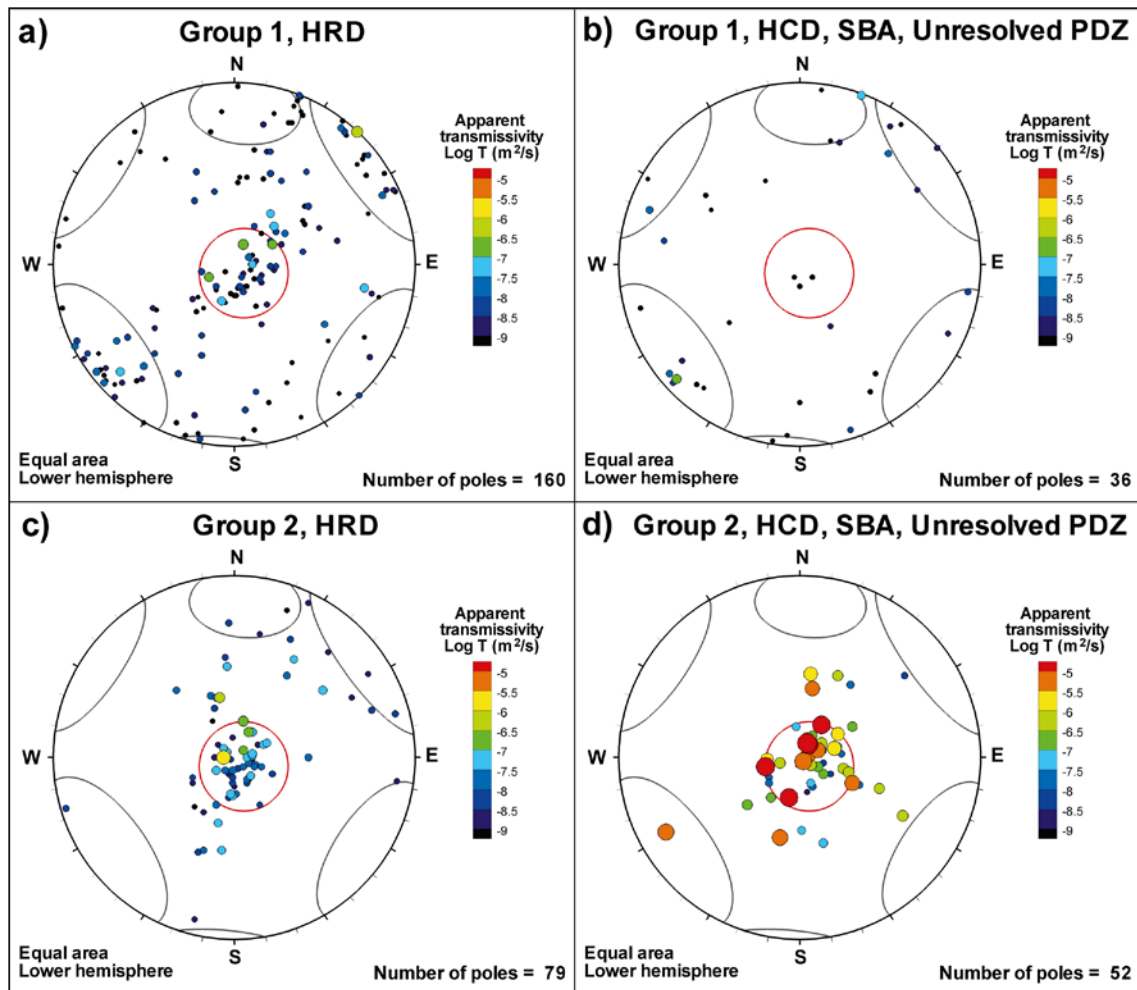 a) Group 1, HRD
N
W
E
S
Apparent
transmissivity
Log T (m²/s)
-5
-5.5
-6
-6.5
-7
-7.5
-8
-8.5
-9
Equal area
Lower hemisphere
Number of poles = 160
b) Group 1, HCD, SBA, Unresolved PDZ
N
W
E
S
Apparent
transmissivity
Log T (m²/s)
-5
-5.5
-6
-6.5
-7
-7.5
-8
-8.5
-9
Equal area
Lower hemisphere
Number of poles = 36
c) Group 2, HRD
N
W
E
S
Apparent
transmissivity
Log T (m²/s)
-5
-5.5
-6
-6.5
-7
-7.5
-8
-8.5
-9
Equal area
Lower hemisphere
Number of poles = 79
d) Group 2, HCD, SBA, Unresolved PDZ
N
W
E
S
Apparent
transmissivity
Log T (m²/s)
-5
-5.5
-6
-6.5
-7
-7.5
-8
-8.5
-9
Equal area
Lower hemisphere
Number of poles = 52